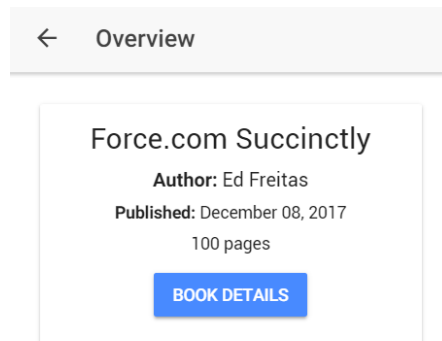 Overview
Force.com Succinctly
Author: Ed Freitas
Published: December 08, 2017
100 pages
BOOK DETAILS